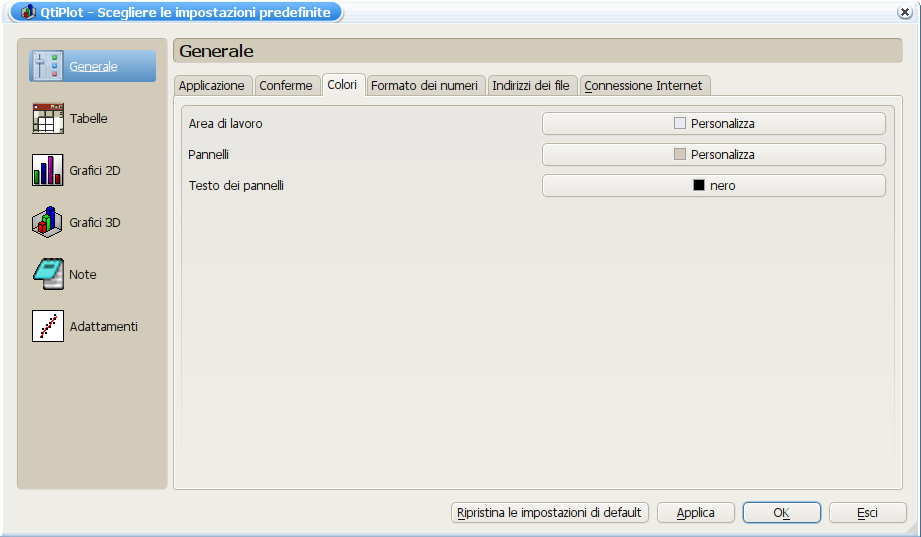 QtiPlot - Scegliere le impostazioni predefinite
Generale
Tabelle
Grafici 2D
Grafici 3D
Note
Adattamenti
Generale
Applicazione Conferme Colori Formato dei numeri Indirizzi dei file Connessione Internet
Area di lavoro Personalizza
Pannelli Personalizza
Testo dei pannelli nero
Ripristina le impostazioni di default Applica OK Esci